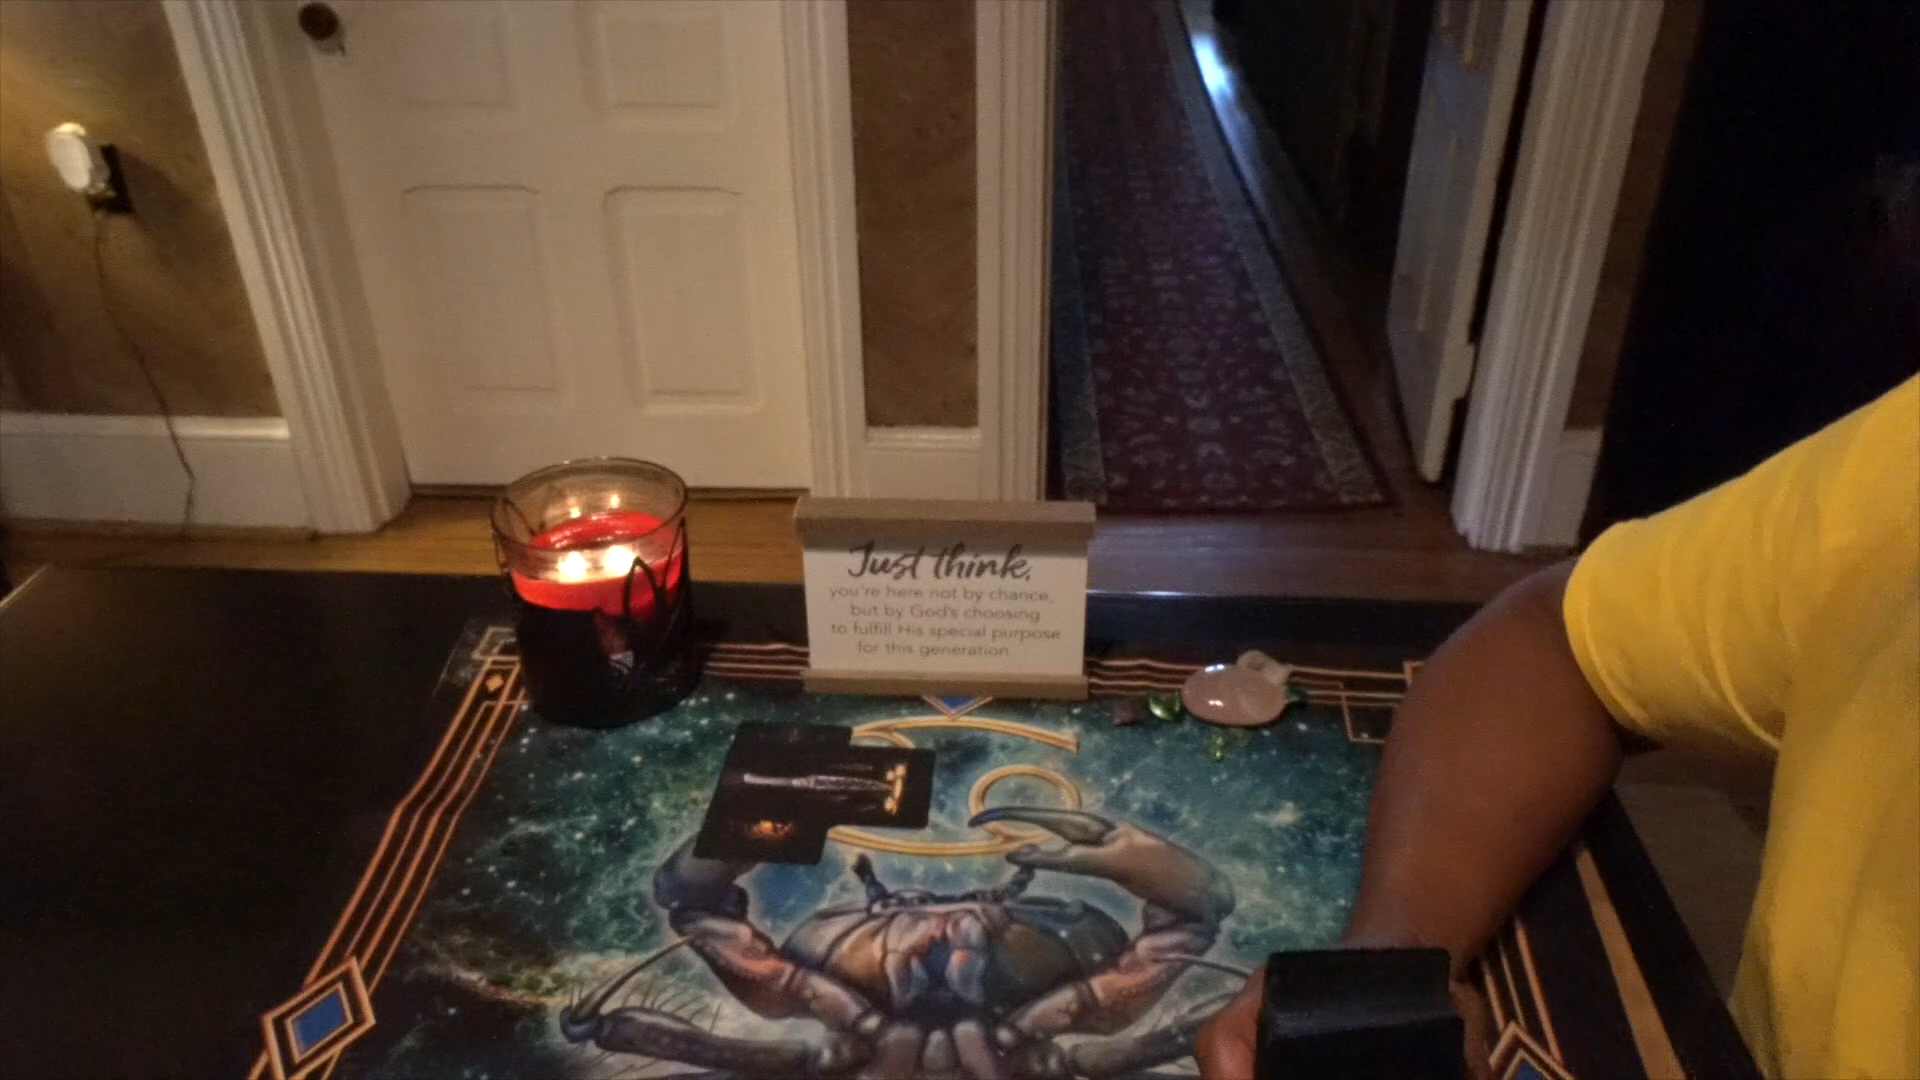 Just think,
you're here not by chance,
but by God's choosing
to fulfill His special purpose
for this generation.